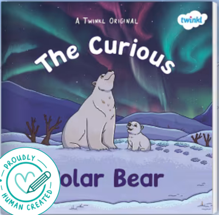 A TWINKL ORIGINAL
twinkl
The Curious
olar Bear
PROUDLY
HUMAN CREATED